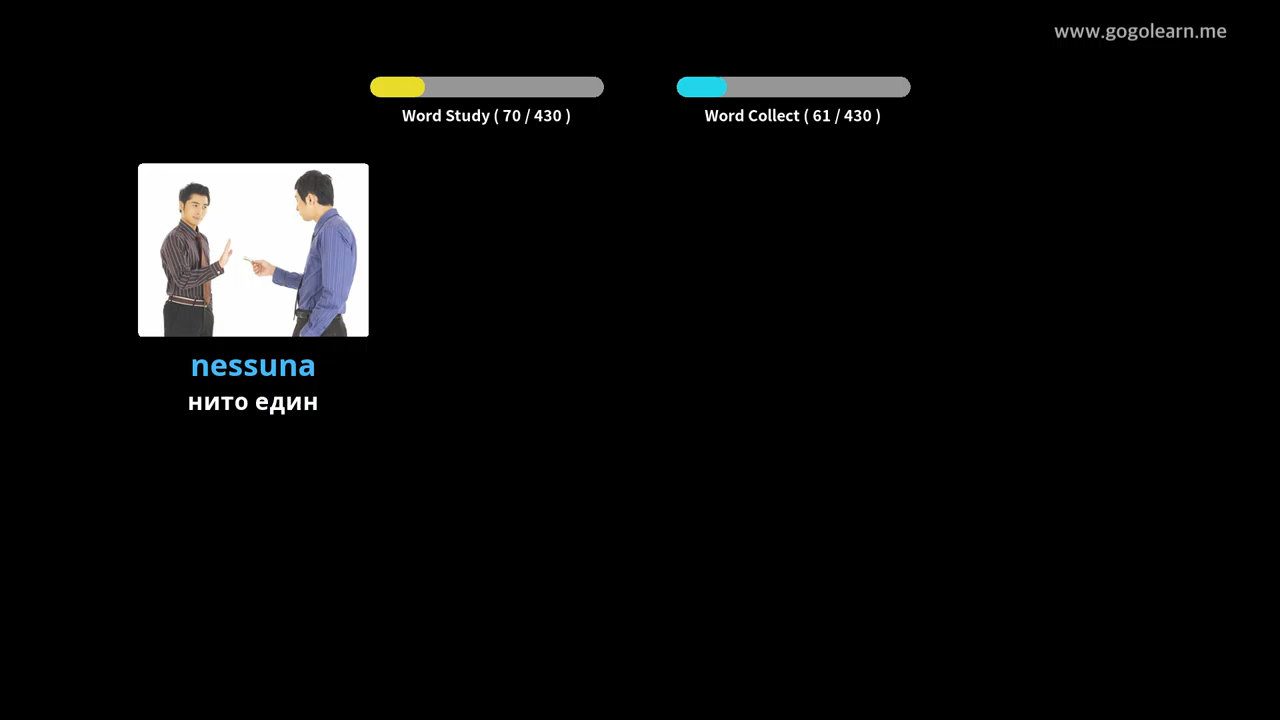 www.gogolearn.me
Word Study ( 70 / 430 )
Word Collect ( 61 / 430 )
nessuna
нито един